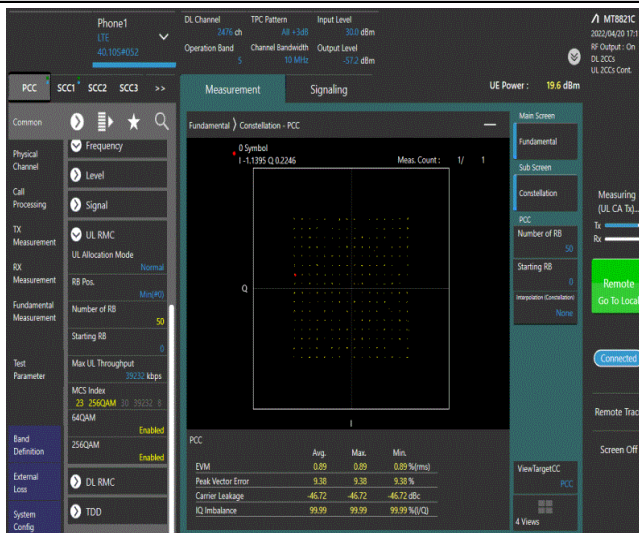 Phone1
LTE
40.105#052
DL Channel TPC Pattern Input Level
2476 ch All +3dB 30.0 dBm
Operation Band Channel Bandwidth Output Level
5 10 MHz -57.2 dBm
MT8821C
2022/04/20 17:1
RF Output : On
DL 2CCs
UL 2CCs Cont.
PCC SCC1 SCC2 SCC3 >>
Measurement Signaling
UE Power : 19.6 dBm
Common
Physical
Channel
Call
Processing
TX
Measurement
RX
Measurement
Fundamental
Measurement
Test
Parameter
Band
Definition
External
Loss
System
Config
Frequency
Level
Signal
UL RMC
UL Allocation Mode
Normal
RB Pos.
Min(#0)
Number of RB
50
Starting RB
0
Max UL Throughput
39232 kbps
MCS Index
23 256QAM 30 39232 8
64QAM
Enabled
256QAM
Enabled
DL RMC
TDD
Fundamental 〉 Constellation - PCC
0 Symbol
I -1.1395 Q 0.2246 Meas. Count : 1/ 1
Q
I
PCC
Avg. Max. Min.
EVM 0.89 0.89 0.89 %(rms)
Peak Vector Error 9.38 9.38 9.38 %
Carrier Leakage -46.72 -46.72 -46.72 dBc
IQ Imbalance 99.99 99.99 99.99 %(I/Q)
Main Screen
Fundamental
Sub Screen
Constellation
PCC
Number of RB
50
Starting RB
0
Interpolation (Constellation)
None
ViewTargetCC
PCC
4 Views
Measuring
(UL CA Tx)...
Tx
Rx
Remote
Go To Local
Connected
Remote Trac
Screen Off